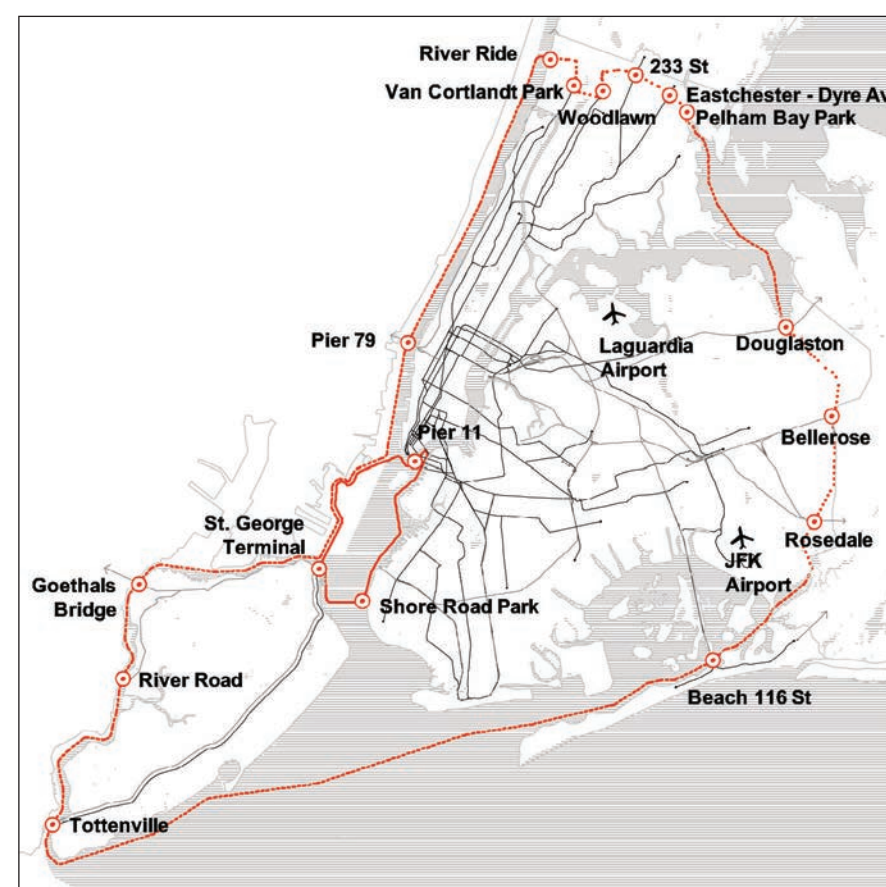 River Ride
233 St
Van Cortlandt Park
Eastchester - Dyre Av
Woodlawn
Pelham Bay Park
Pier 79
Laguardia
Airport
Douglaston
Pier 11
Bellerose
St. George
Terminal
Rosedale
JFK
Airport
Goethals
Bridge
Shore Road Park
River Road
Beach 116 St
Tottenville